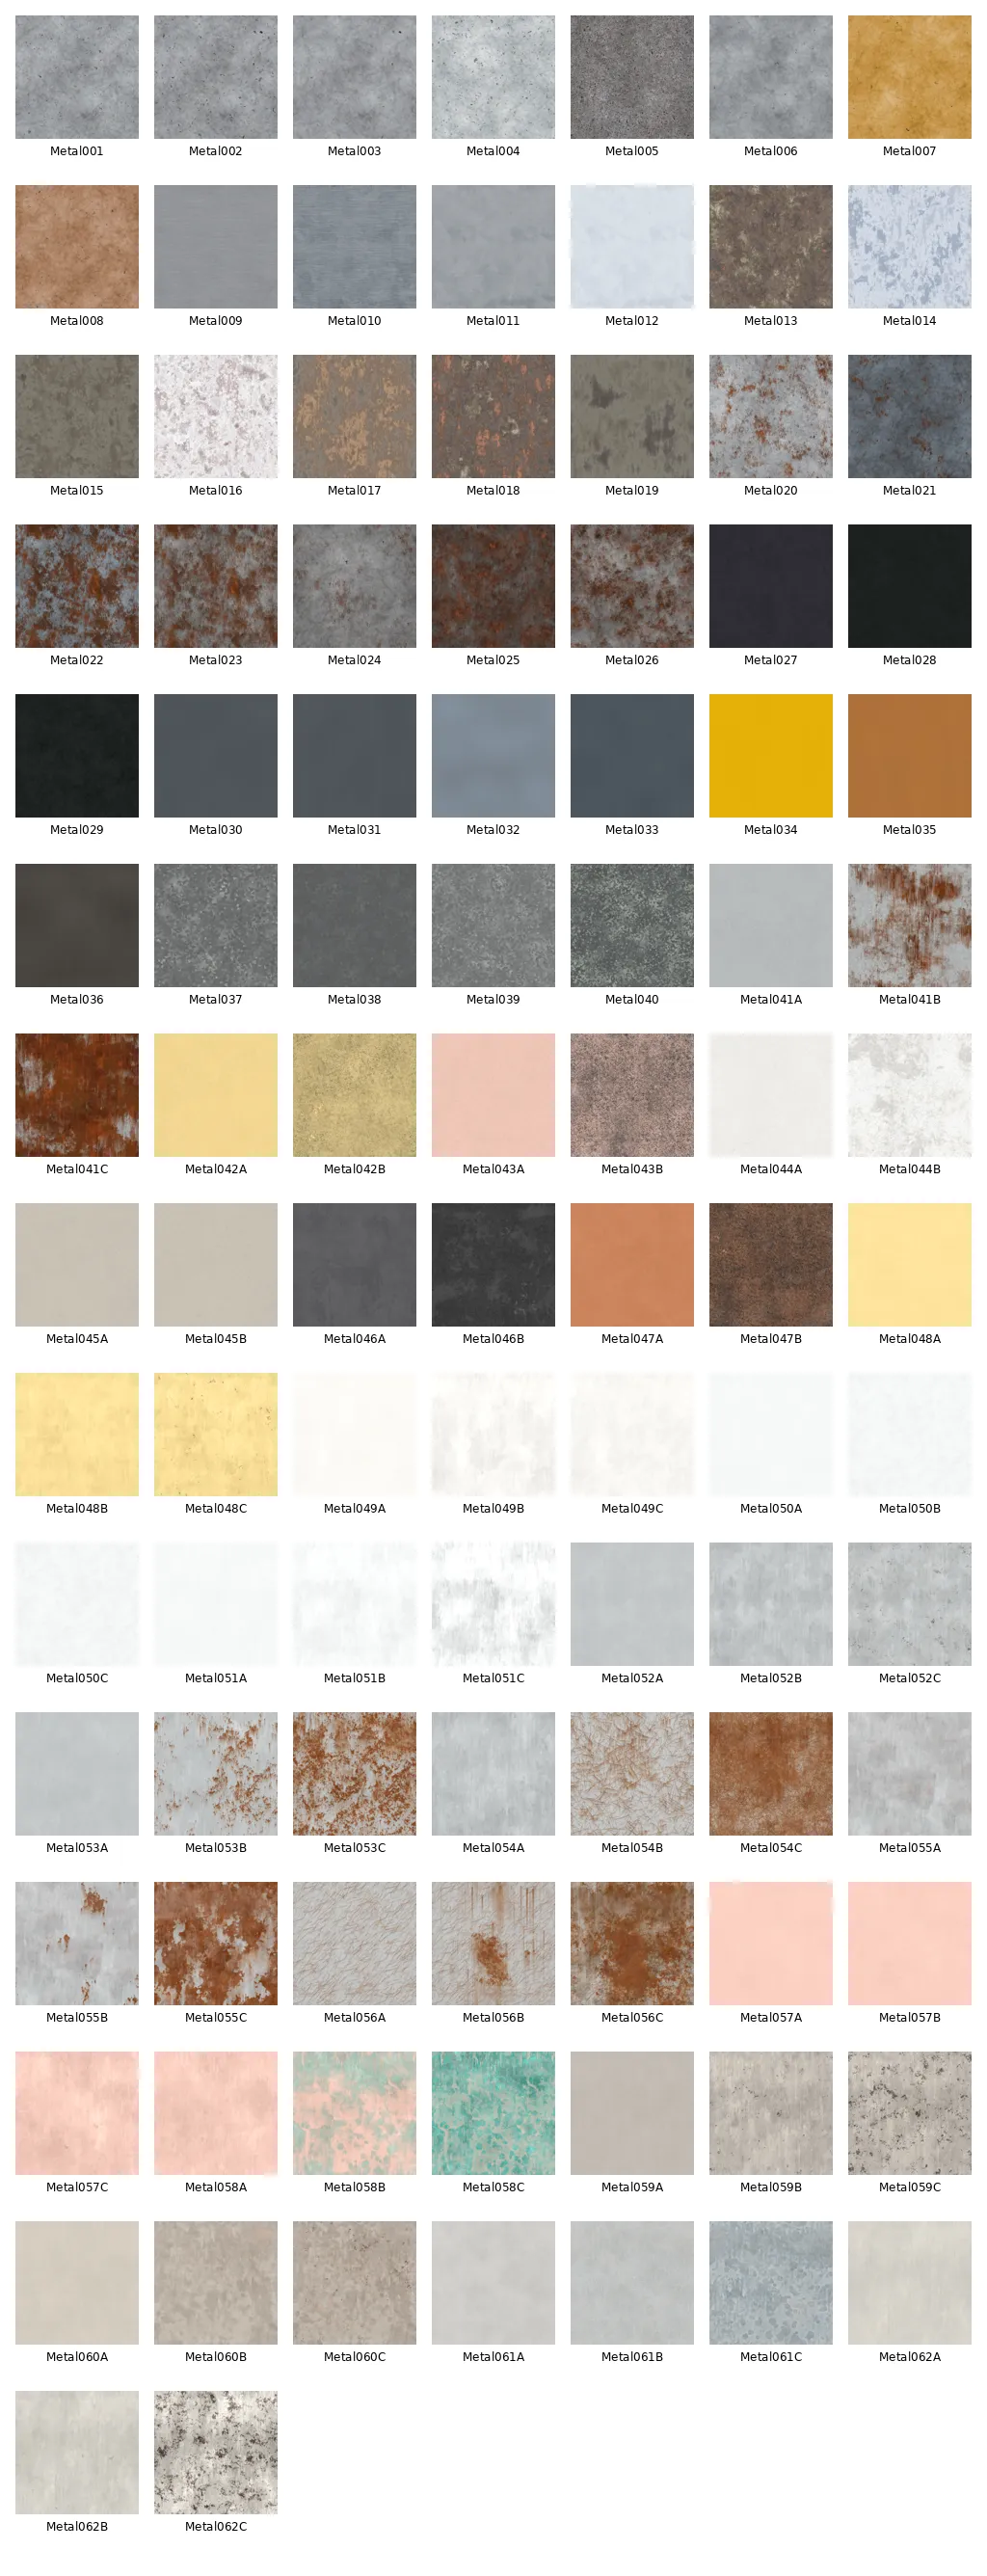 Metal001 Metal002 Metal003 Metal004 Metal005 Metal006 Metal007
Metal008 Metal009 Metal010 Metal011 Metal012 Metal013 Metal014
Metal015 Metal016 Metal017 Metal018 Metal019 Metal020 Metal021
Metal022 Metal023 Metal024 Metal025 Metal026 Metal027 Metal028
Metal029 Metal030 Metal031 Metal032 Metal033 Metal034 Metal035
Metal036 Metal037 Metal038 Metal039 Metal040 Metal041A Metal041B
Metal041C Metal042A Metal042B Metal043A Metal043B Metal044A Metal044B
Metal045A Metal045B Metal046A Metal046B Metal047A Metal047B Metal048A
Metal048B Metal048C Metal049A Metal049B Metal049C Metal050A Metal050B
Metal050C Metal051A Metal051B Metal051C Metal052A Metal052B Metal052C
Metal053A Metal053B Metal053C Metal054A Metal054B Metal054C Metal055A
Metal055B Metal055C Metal056A Metal056B Metal056C Metal057A Metal057B
Metal057C Metal058A Metal058B Metal058C Metal059A Metal059B Metal059C
Metal060A Metal060B Metal060C Metal061A Metal061B Metal061C Metal062A
Metal062B Metal062C